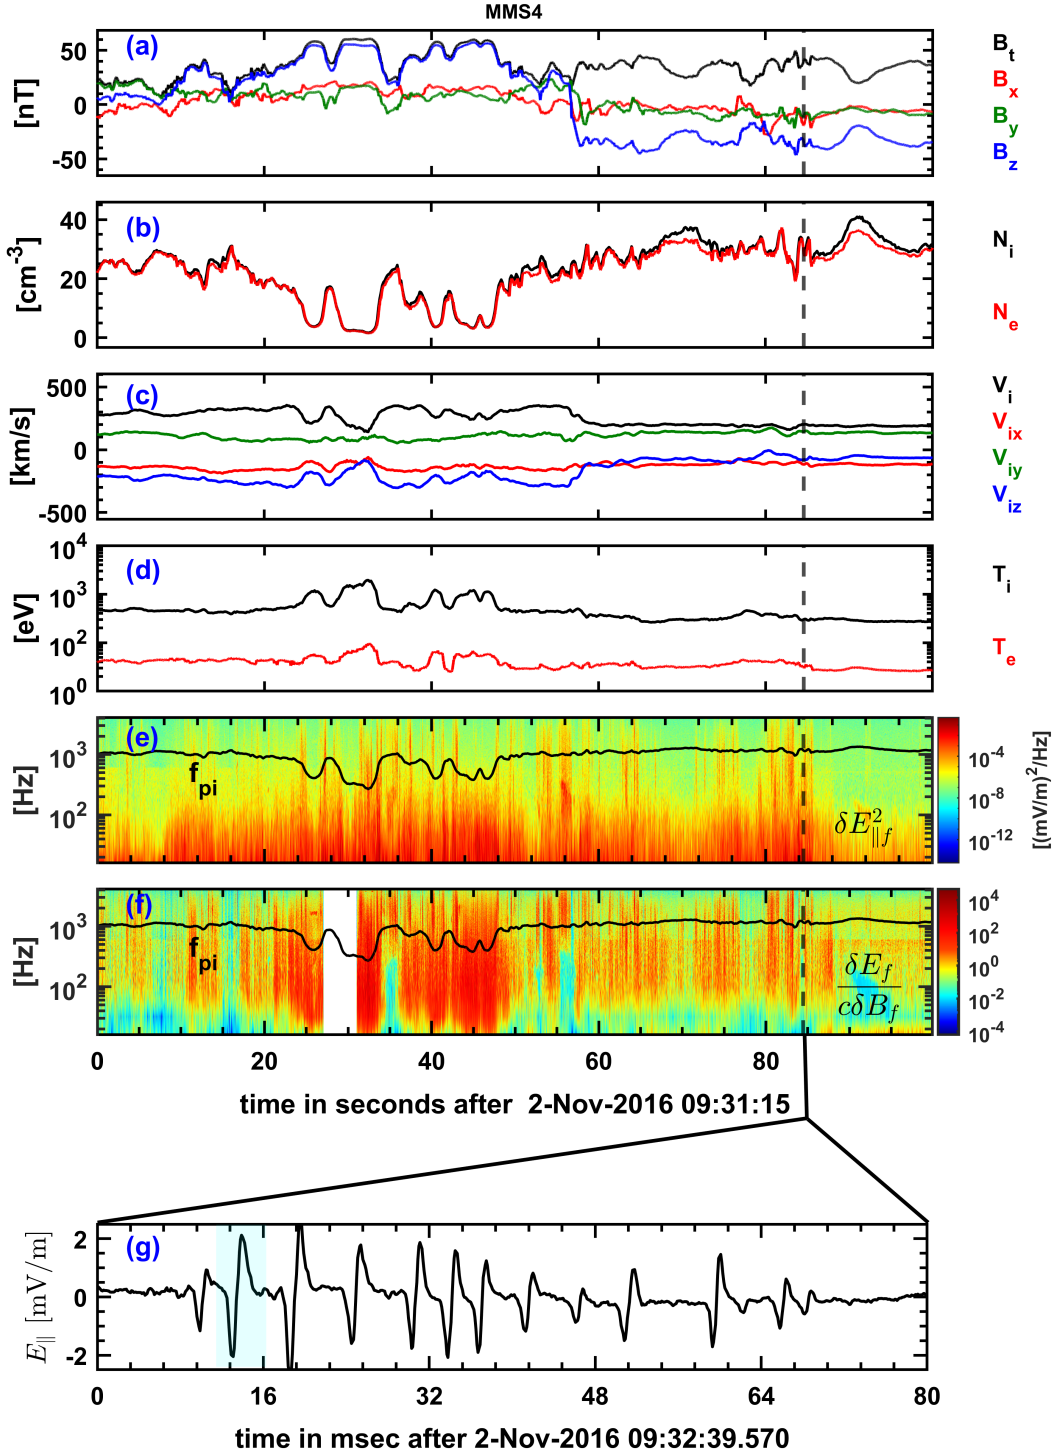 MMS4
(a)
50
0
-50
[nT]
B_t
B_x
B_y
B_z
(b)
40
20
0
[cm^-3]
N_i
N_e
(c)
500
0
-500
[km/s]
V_i
V_ix
V_iy
V_iz
(d)
10^4
10^3
10^2
10^0
[eV]
T_i
T_e
(e)
10^3
10^2
[Hz]
f_pi
δE_∥f^2
10^-4
10^-8
10^-12
[(mV/m)^2/Hz]
(f)
10^3
10^2
[Hz]
f_pi
δE_f
cδB_f
10^4
10^2
10^0
10^-2
10^-4
0 20 40 60 80
time in seconds after 2-Nov-2016 09:31:15
(g)
2
0
-2
E_∥ [mV/m]
0 16 32 48 64 80
time in msec after 2-Nov-2016 09:32:39.570